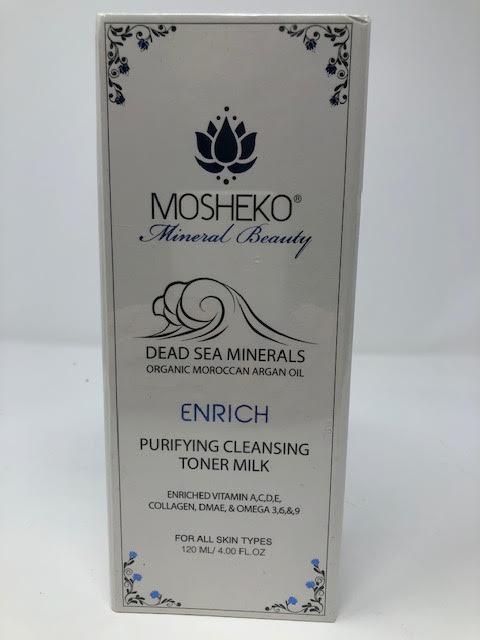 MOSHEKO®
Mineral Beauty
DEAD SEA MINERALS
ORGANIC MOROCCAN ARGAN OIL
ENRICH
PURIFYING CLEANSING
TONER MILK
ENRICHED VITAMIN A,C,D,E,
COLLAGEN, DMAE, & OMEGA 3,6,&,9
FOR ALL SKIN TYPES
120 ML/ 4.00 FL.OZ